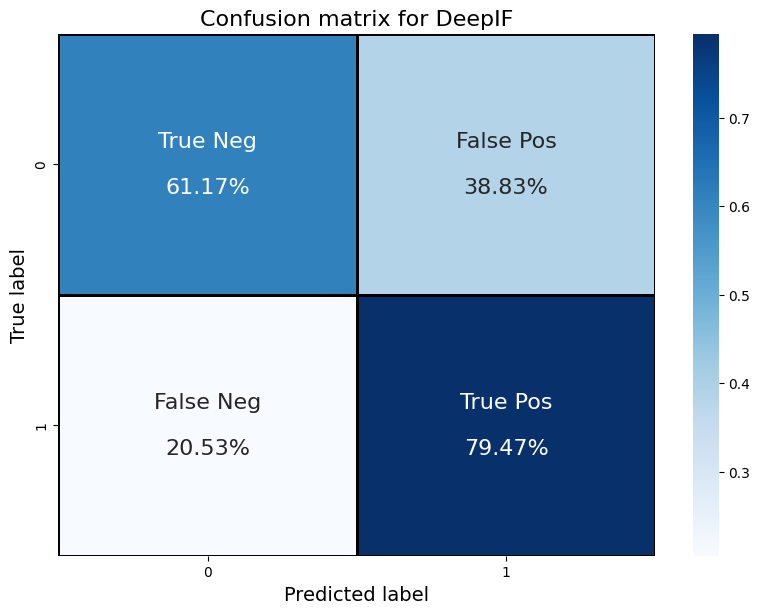 Confusion matrix for DeepIF
True Neg
61.17%
False Pos
38.83%
False Neg
20.53%
True Pos
79.47%
0
1
True label
0
1
Predicted label
0.7
0.6
0.5
0.4
0.3